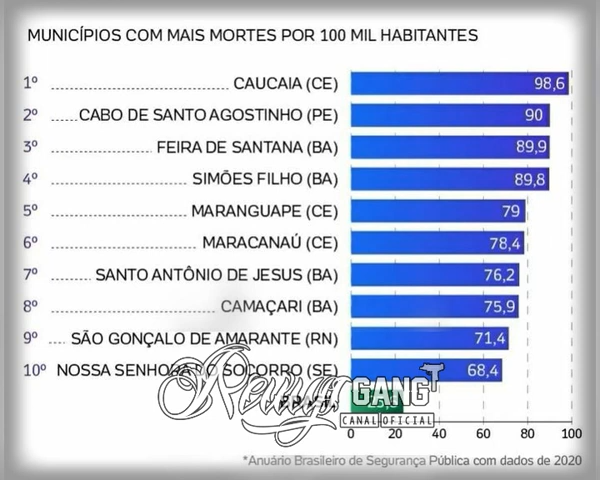 MUNICÍPIOS COM MAIS MORTES POR 100 MIL HABITANTES
1º CAUCAIA (CE) 98,6
2º CABO DE SANTO AGOSTINHO (PE) 90
3º FEIRA DE SANTANA (BA) 89,9
4º SIMÕES FILHO (BA) 89,8
5º MARANGUAPE (CE) 79
6º MARACANAÚ (CE) 78,4
7º SANTO ANTÔNIO DE JESUS (BA) 76,2
8º CAMAÇARI (BA) 75,9
9º SÃO GONÇALO DE AMARANTE (RN) 71,4
10º NOSSA SENHORA DO SOCORRO (SE) 68,4
GANG
CANAL OFICIAL
0 20 40 60 80 100
*Anuário Brasileiro de Segurança Pública com dados de 2020